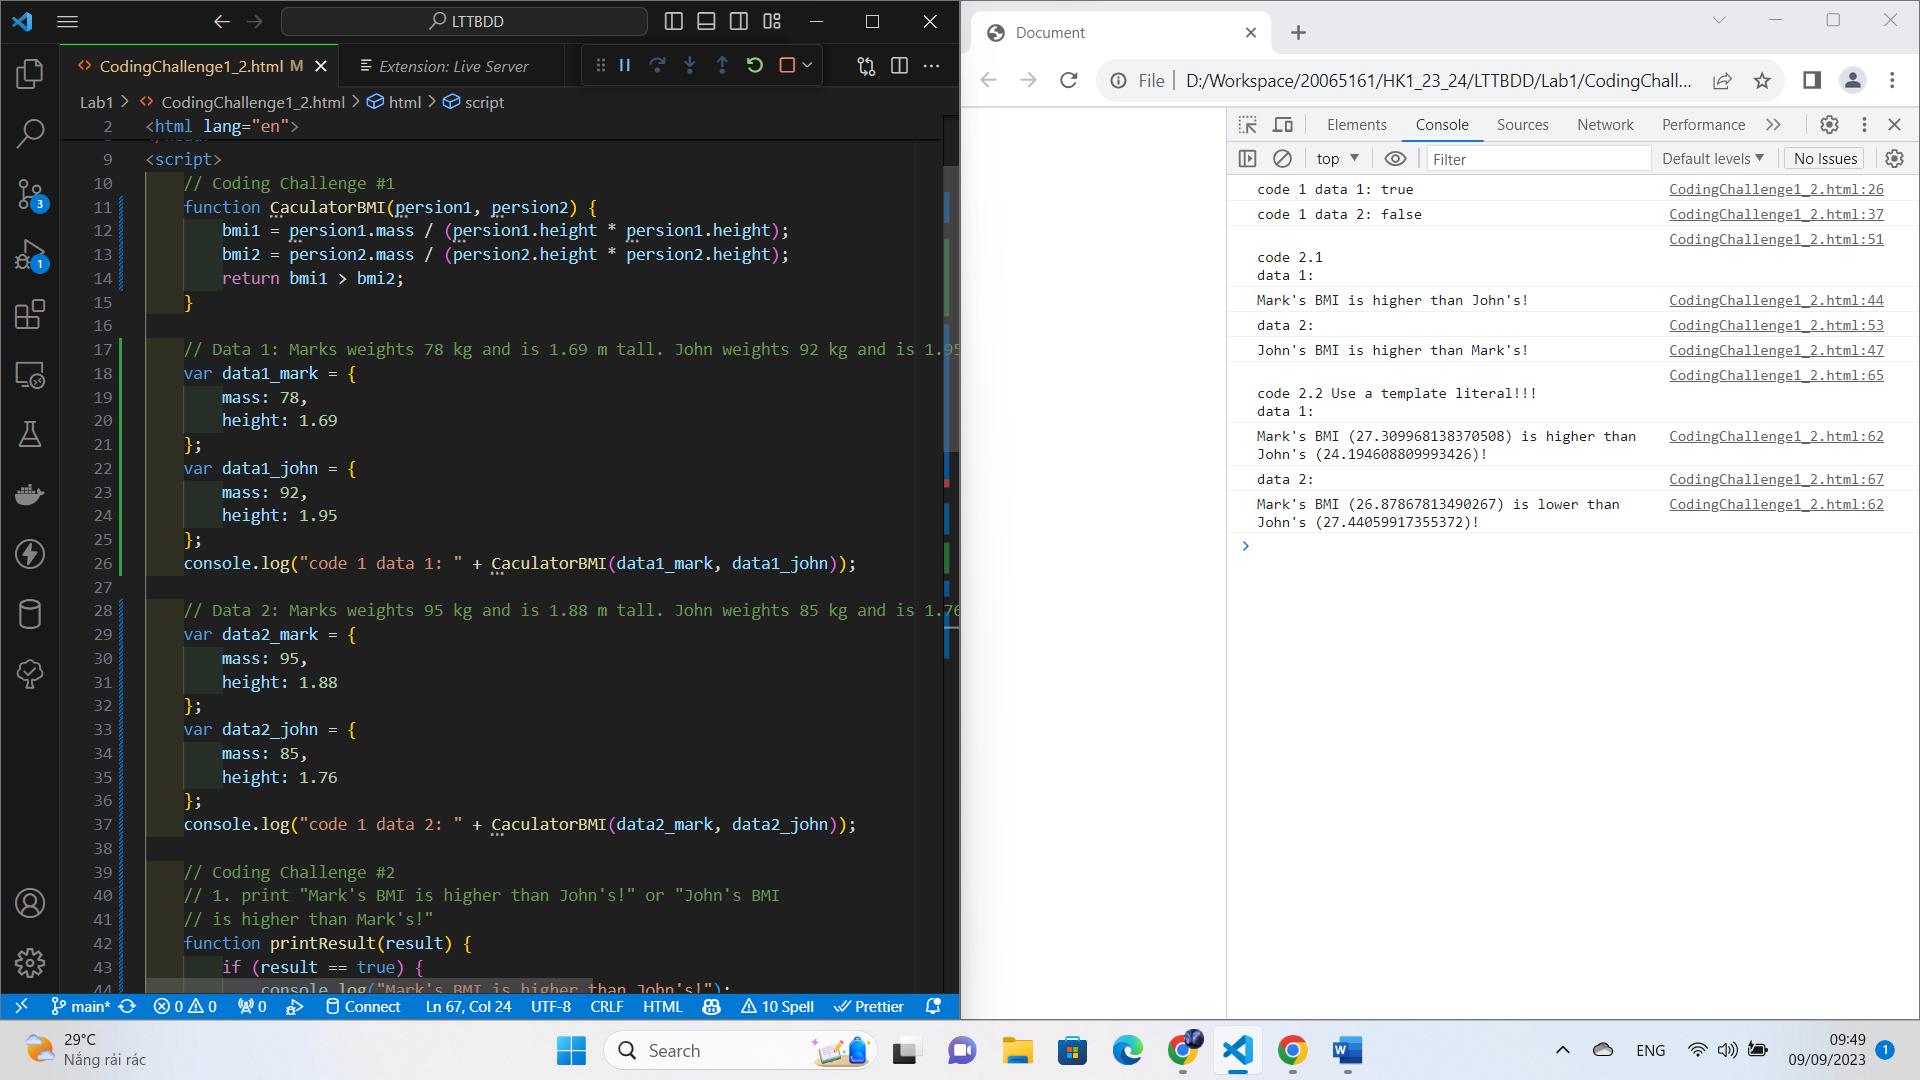 LTTBDD
CodingChallenge1_2.html M
Extension: Live Server
Lab1 > CodingChallenge1_2.html > html > script
2 <html lang="en">
9 <script>
10 // Coding Challenge #1
11 function CaculatorBMI(persion1, persion2) {
12 bmi1 = persion1.mass / (persion1.height * persion1.height);
13 bmi2 = persion2.mass / (persion2.height * persion2.height);
14 return bmi1 > bmi2;
15 }
16
17 // Data 1: Marks weights 78 kg and is 1.69 m tall. John weights 92 kg and is 1.95
18 var data1_mark = {
19 mass: 78,
20 height: 1.69
21 };
22 var data1_john = {
23 mass: 92,
24 height: 1.95
25 };
26 console.log("code 1 data 1: " + CaculatorBMI(data1_mark, data1_john));
27
28 // Data 2: Marks weights 95 kg and is 1.88 m tall. John weights 85 kg and is 1.76
29 var data2_mark = {
30 mass: 95,
31 height: 1.88
32 };
33 var data2_john = {
34 mass: 85,
35 height: 1.76
36 };
37 console.log("code 1 data 2: " + CaculatorBMI(data2_mark, data2_john));
38
39 // Coding Challenge #2
40 // 1. print "Mark's BMI is higher than John's!" or "John's BMI
41 // is higher than Mark's!"
42 function printResult(result) {
43 if (result == true) {
44 console.log("Mark's BMI is higher than John's!");
3
1
main* 0 0 0 Connect Ln 67, Col 24 UTF-8 CRLF HTML 10 Spell Prettier
Document
File | D:/Workspace/20065161/HK1_23_24/LTTBDD/Lab1/CodingChall...
Elements Console Sources Network Performance
top Filter Default levels No Issues
code 1 data 1: true CodingChallenge1_2.html:26
code 1 data 2: false CodingChallenge1_2.html:37
CodingChallenge1_2.html:51
code 2.1
data 1:
Mark's BMI is higher than John's! CodingChallenge1_2.html:44
data 2: CodingChallenge1_2.html:53
John's BMI is higher than Mark's! CodingChallenge1_2.html:47
CodingChallenge1_2.html:65
code 2.2 Use a template literal!!!
data 1:
Mark's BMI (27.309968138370508) is higher than CodingChallenge1_2.html:62
John's (24.194608809993426)!
data 2: CodingChallenge1_2.html:67
Mark's BMI (26.87867813490267) is lower than CodingChallenge1_2.html:62
John's (27.44059917355372)!
29°C
Nắng rải rác
Search
ENG
09:49
09/09/2023
1